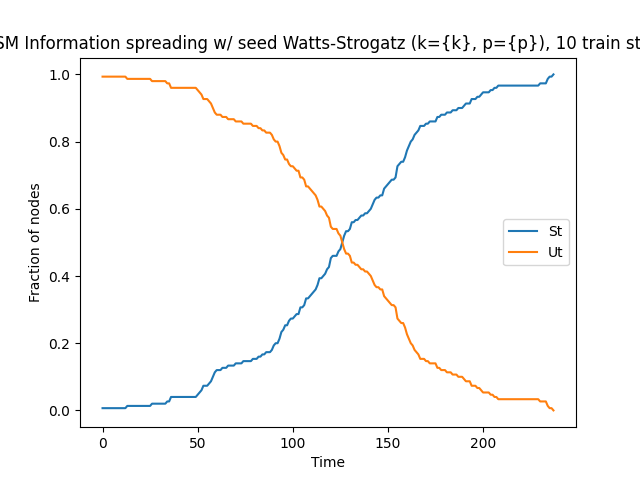 SM Information spreading w/ seed Watts-Strogatz (k={k}, p={p}), 10 train st
1.0
0.8
0.6
0.4
0.2
0.0
Fraction of nodes
St
Ut
0
50
100
150
200
Time